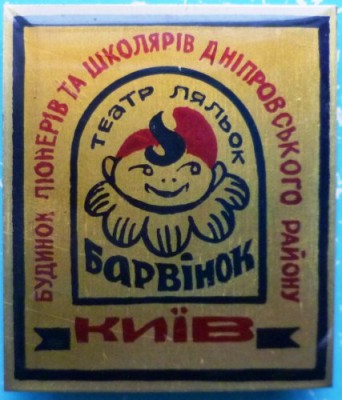 БУДИНОК ПІОНЕРІВ ТА ШКОЛЯРІВ ДНІПРОВСЬКОГО РАЙОНУ
ТЕАТР ЛЯЛЬОК
БАРВІНОК
КИЇВ